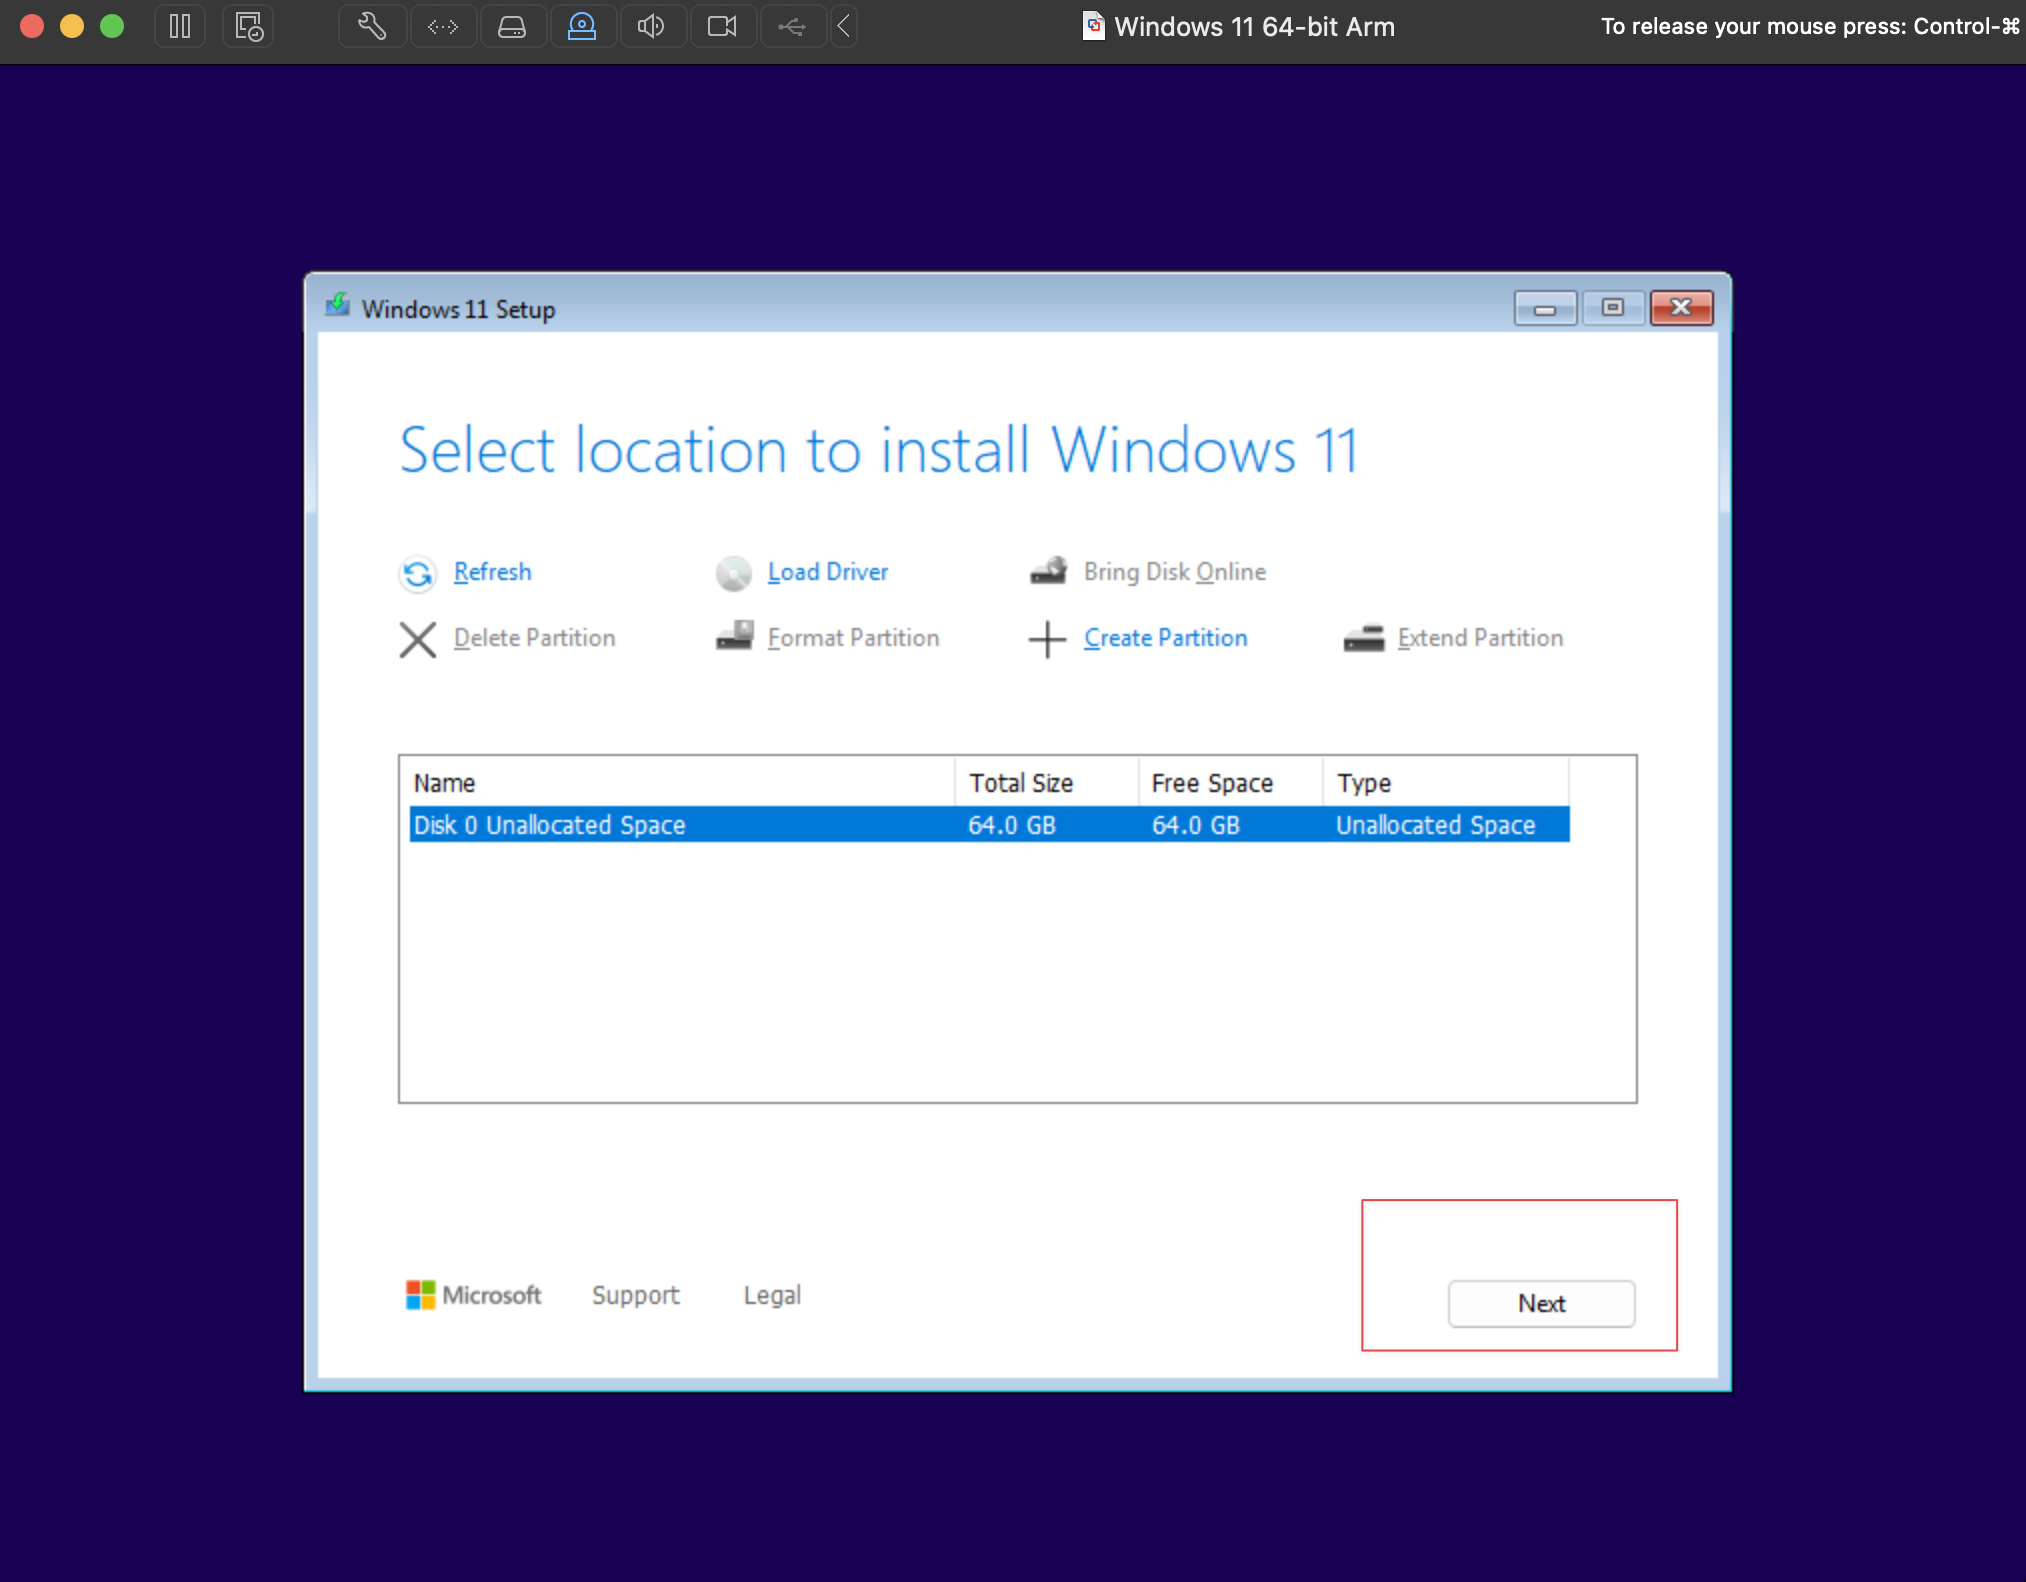 Windows 11 64-bit Arm
To release your mouse press: Control-⌘
Windows 11 Setup
Select location to install Windows 11
Refresh
Load Driver
Bring Disk Online
Delete Partition
Format Partition
Create Partition
Extend Partition
Name Total Size Free Space Type
Disk 0 Unallocated Space 64.0 GB 64.0 GB Unallocated Space
Microsoft Support Legal
Next